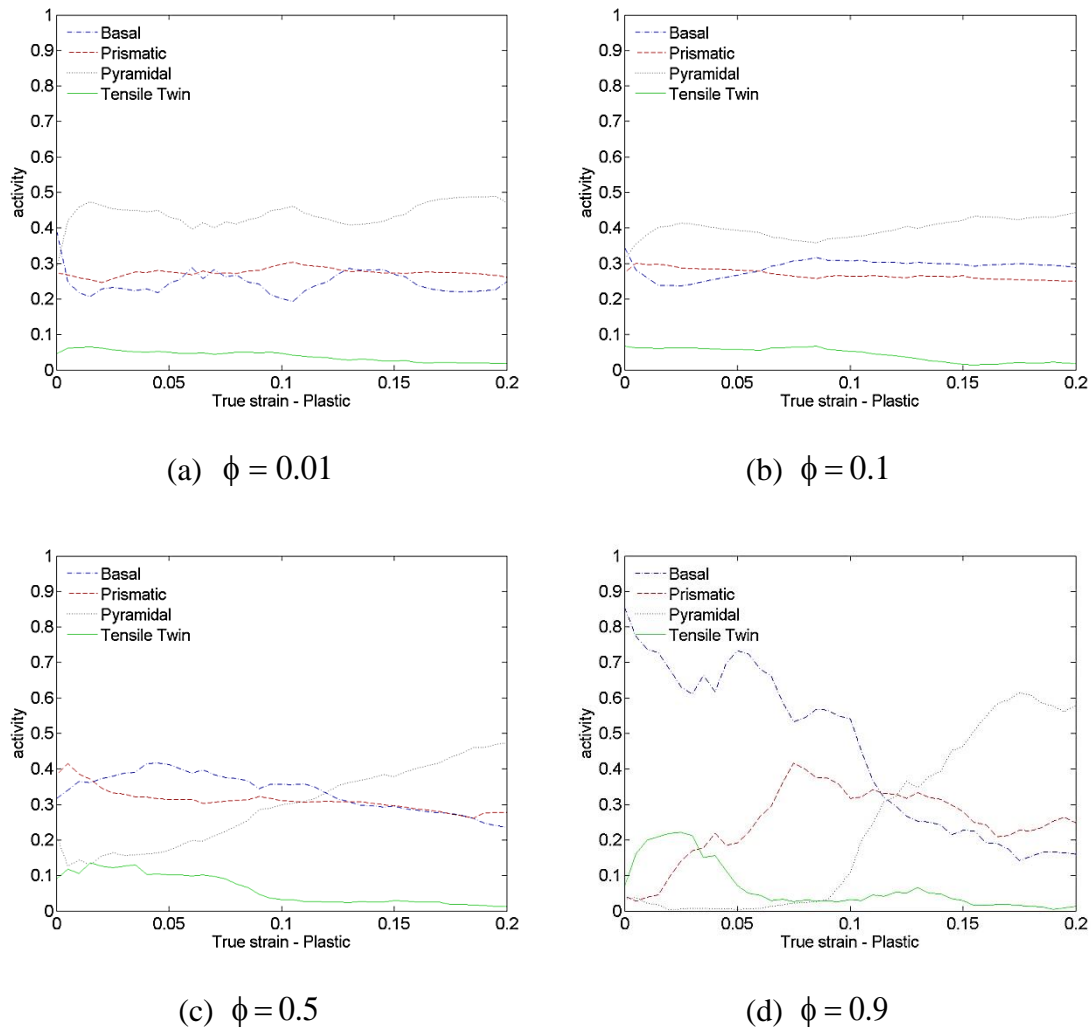 1
0.9
0.8
0.7
0.6
0.5
0.4
0.3
0.2
0.1
0
activity
Basal
Prismatic
Pyramidal
Tensile Twin
0 0.05 0.1 0.15 0.2
True strain - Plastic
(a) ϕ = 0.01
1
0.9
0.8
0.7
0.6
0.5
0.4
0.3
0.2
0.1
0
activity
Basal
Prismatic
Pyramidal
Tensile Twin
0 0.05 0.1 0.15 0.2
True strain - Plastic
(b) ϕ = 0.1
1
0.9
0.8
0.7
0.6
0.5
0.4
0.3
0.2
0.1
0
activity
Basal
Prismatic
Pyramidal
Tensile Twin
0 0.05 0.1 0.15 0.2
True strain - Plastic
(c) ϕ = 0.5
1
0.9
0.8
0.7
0.6
0.5
0.4
0.3
0.2
0.1
0
activity
Basal
Prismatic
Pyramidal
Tensile Twin
0 0.05 0.1 0.15 0.2
True strain - Plastic
(d) ϕ = 0.9